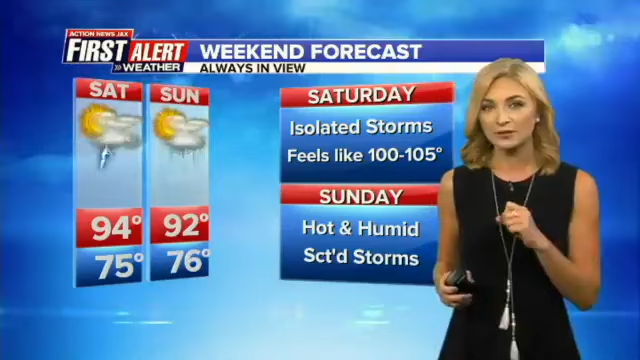 ACTION NEWS JAX
FIRST ALERT
WEATHER
WEEKEND FORECAST
ALWAYS IN VIEW
SAT
SUN
94°
92°
75°
76°
SATURDAY
Isolated Storms
Feels like 100-105°
SUNDAY
Hot & Humid
Sct'd Storms